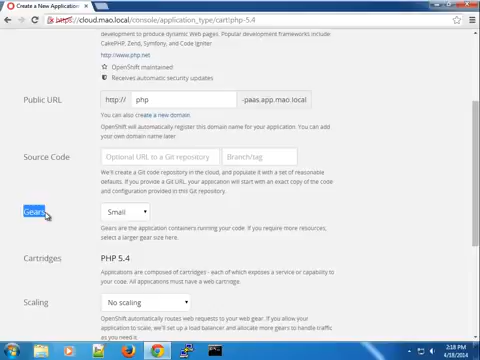 Create a New Application
https://cloud.mao.local/console/application_type/cart!php-5.4
development to produce dynamic Web pages. Popular development frameworks include:
CakePHP, Zend, Symfony, and Code Igniter
http://www.php.net
OpenShift maintained
Receives automatic security updates
Public URL
http://
php
-paas.app.mao.local
You can also create a new domain.
OpenShift will automatically register this domain name for your application. You can add
your own domain name later.
Source Code
Optional URL to a Git repository
Branch/tag
We'll create a Git code repository in the cloud, and populate it with a set of reasonable
defaults. If you provide a Git URL, your application will start with an exact copy of the code
and configuration provided in this Git repository.
Gears
Small
Gears are the application containers running your code. If you require more resources,
select a larger gear size here.
Cartridges
PHP 5.4
Applications are composed of cartridges - each of which exposes a service or capability to
your code. All applications must have a web cartridge.
Scaling
No scaling
OpenShift automatically routes web requests to your web gear. If you allow your
application to scale, we'll set up a load balancer and allocate more gears to handle traffic
as you need it.
2:18 PM
4/18/2014